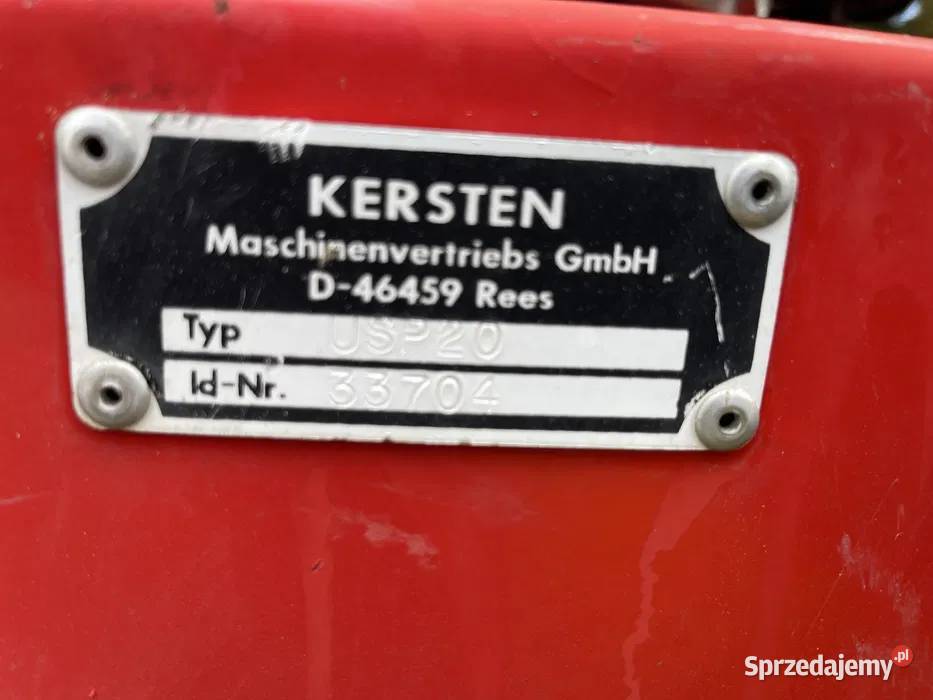 KERSTEN
Maschinenvertriebs GmbH
D-46459 Rees
Typ USP20
Id-Nr. 33704
Sprzedajemy.pl